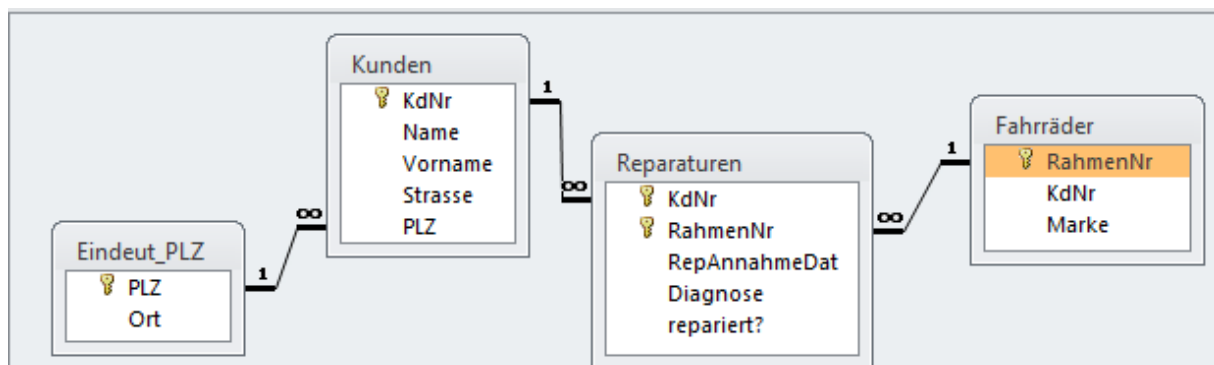 Kunden
KdNr
Name
Vorname
Strasse
PLZ
1
∞
Eindeut_PLZ
PLZ
Ort
1
∞
Reparaturen
KdNr
RahmenNr
RepAnnahmeDat
Diagnose
repariert?
1
∞
Fahrräder
RahmenNr
KdNr
Marke